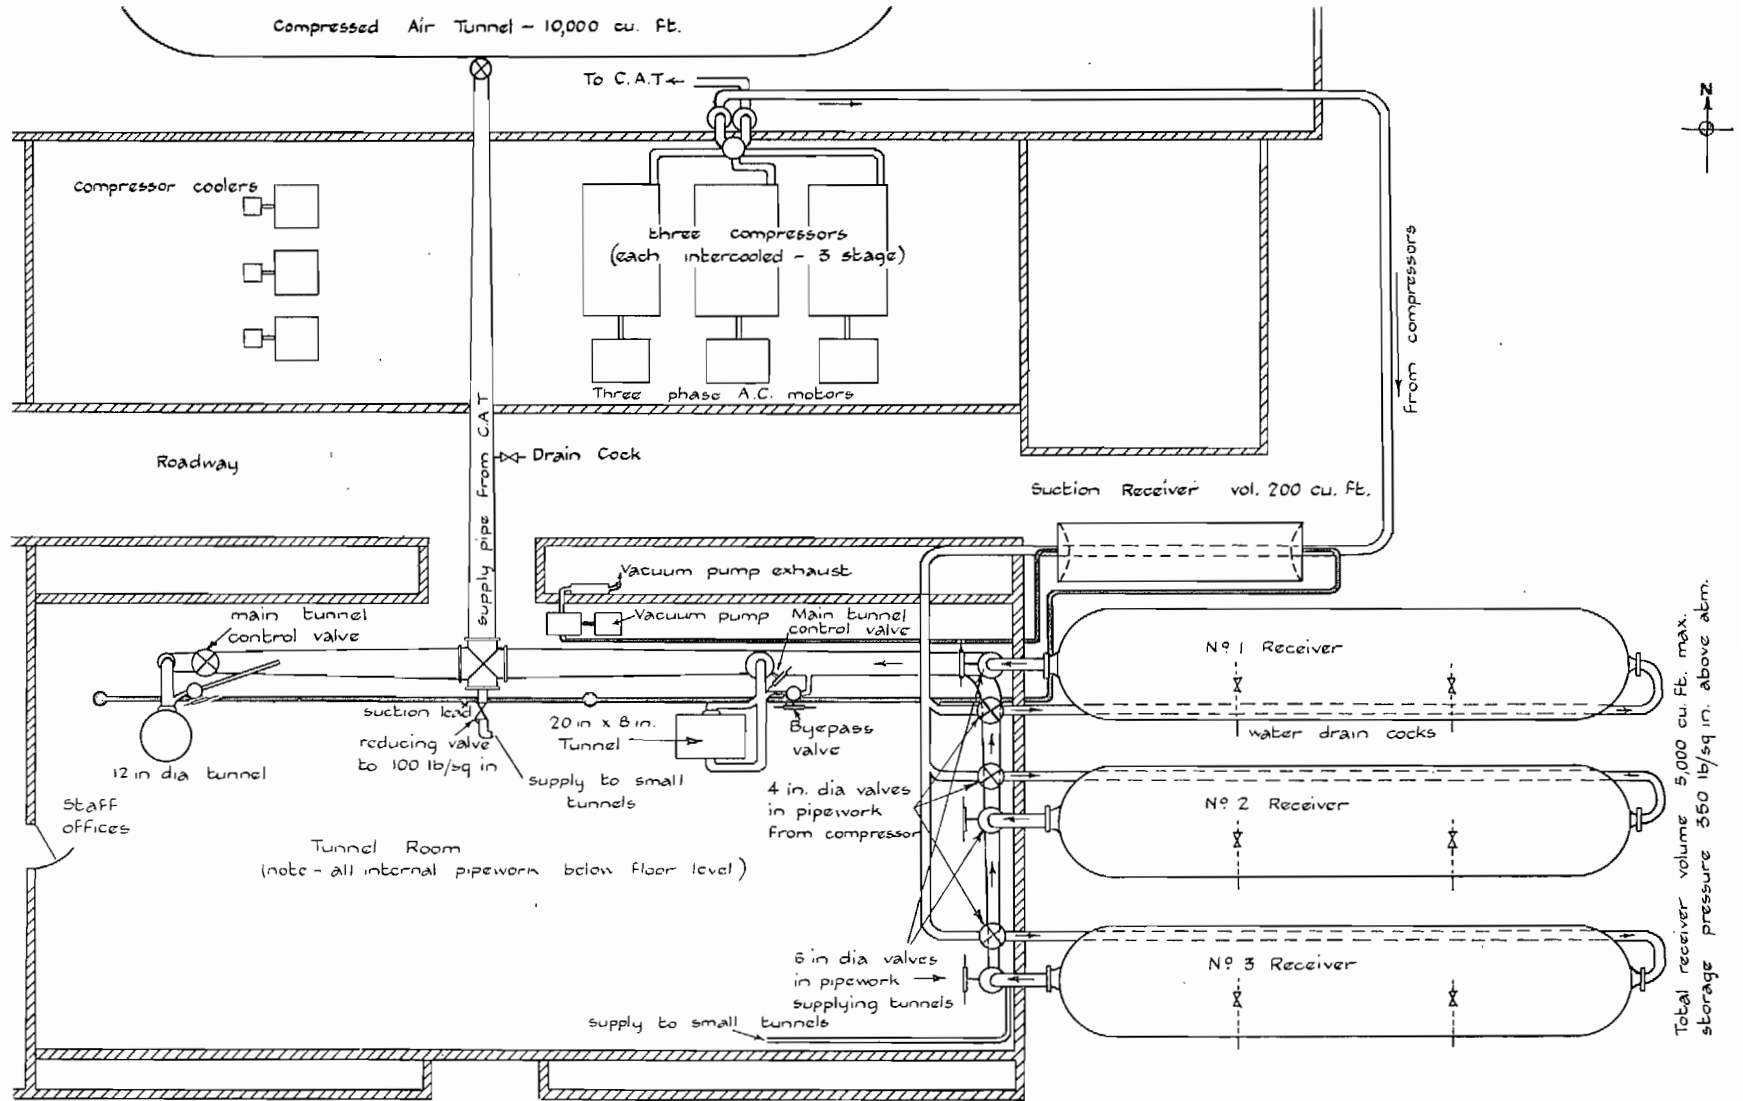 Compressed Air Tunnel - 10,000 cu. ft.
To C.A.T
N
Compressor coolers
three compressors
(each intercooled - 3 stage)
Three phase A.C. motors
From compressors
supply pipe from C.A.T
Drain Cock
Roadway
Suction Receiver vol. 200 cu. ft.
Vacuum pump exhaust
Vacuum pump
Main tunnel
control valve
main tunnel
control valve
suction lead
reducing valve
to 100 lb/sq in
20 in x 8 in.
Tunnel
Byepass
valve
12 in dia tunnel
supply to small
tunnels
Staff
offices
4 in. dia valves
in pipework
from compressor
Tunnel Room
(note - all internal pipework below floor level)
6 in dia valves
in pipework
supplying tunnels
supply to small tunnels
Nº 1 Receiver
water drain cocks
Nº 2 Receiver
Nº 3 Receiver
Total receiver volume 5,000 cu. ft. max.
storage pressure 350 lb/sq in. above atm.